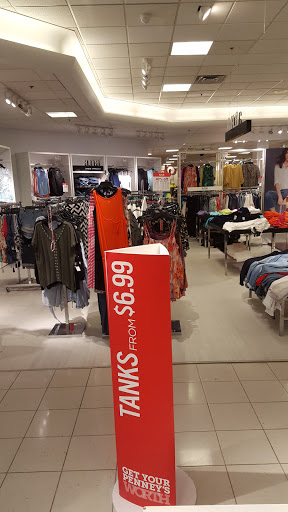 TANKS FROM $6.99
GET YOUR
PENNEY'S
WORTH